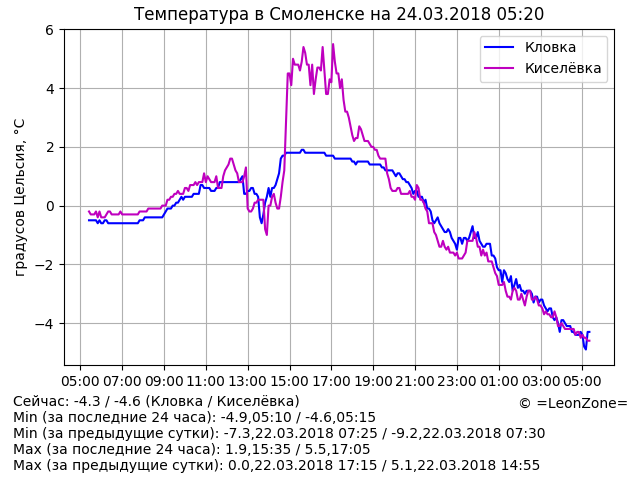 Температура в Смоленске на 24.03.2018 05:20
Кловка
Киселёвка
градусов Цельсия, °C
6
4
2
0
−2
−4
05:00 07:00 09:00 11:00 13:00 15:00 17:00 19:00 21:00 23:00 01:00 03:00 05:00
Сейчас: -4.3 / -4.6 (Кловка / Киселёвка)
© =LeonZone=
Min (за последние 24 часа): -4.9,05:10 / -4.6,05:15
Min (за предыдущие сутки): -7.3,22.03.2018 07:25 / -9.2,22.03.2018 07:30
Max (за последние 24 часа): 1.9,15:35 / 5.5,17:05
Max (за предыдущие сутки): 0.0,22.03.2018 17:15 / 5.1,22.03.2018 14:55